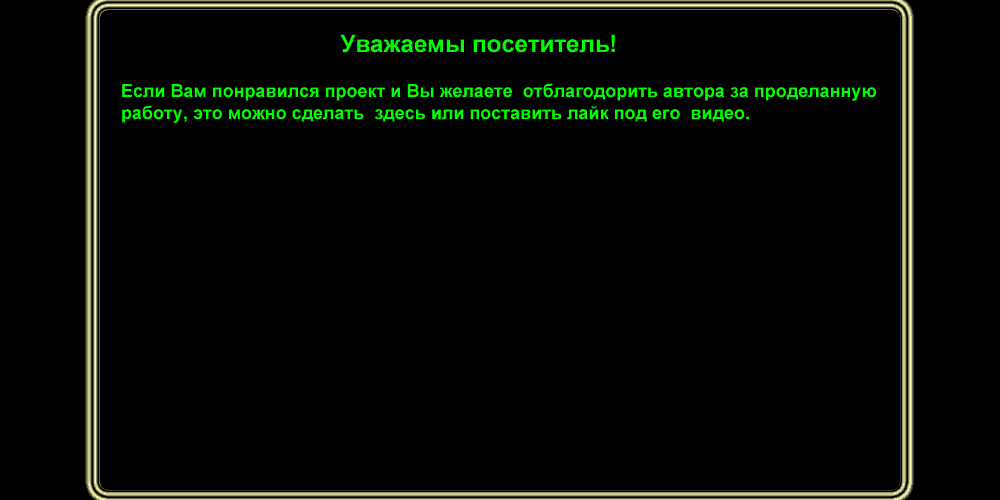 Уважаемы посетитель!
Если Вам понравился проект и Вы желаете отблагодорить автора за проделанную
работу, это можно сделать здесь или поставить лайк под его видео.